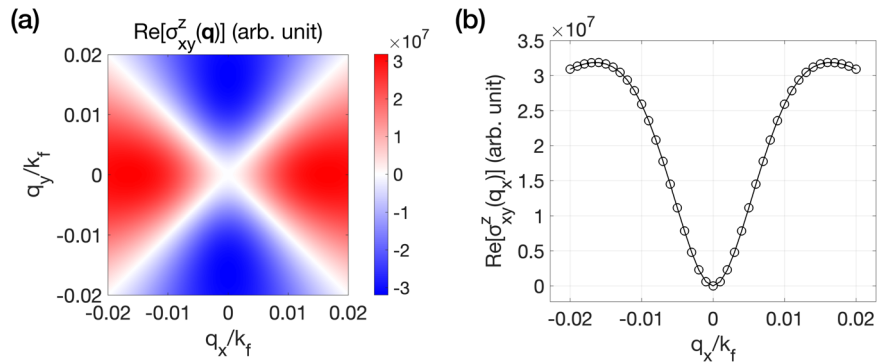 (a)
Re[σ^z_xy(q)] (arb. unit)
×10^7
0.02
0.01
0
-0.01
-0.02
q_y/k_f
-0.02 -0.01 0 0.01 0.02
q_x/k_f
3
2
1
0
-1
-2
-3
(b)
×10^7
3.5
3
2.5
2
1.5
1
0.5
0
Re[σ^z_xy(q_x)] (arb. unit)
-0.02 -0.01 0 0.01 0.02
q_x/k_f